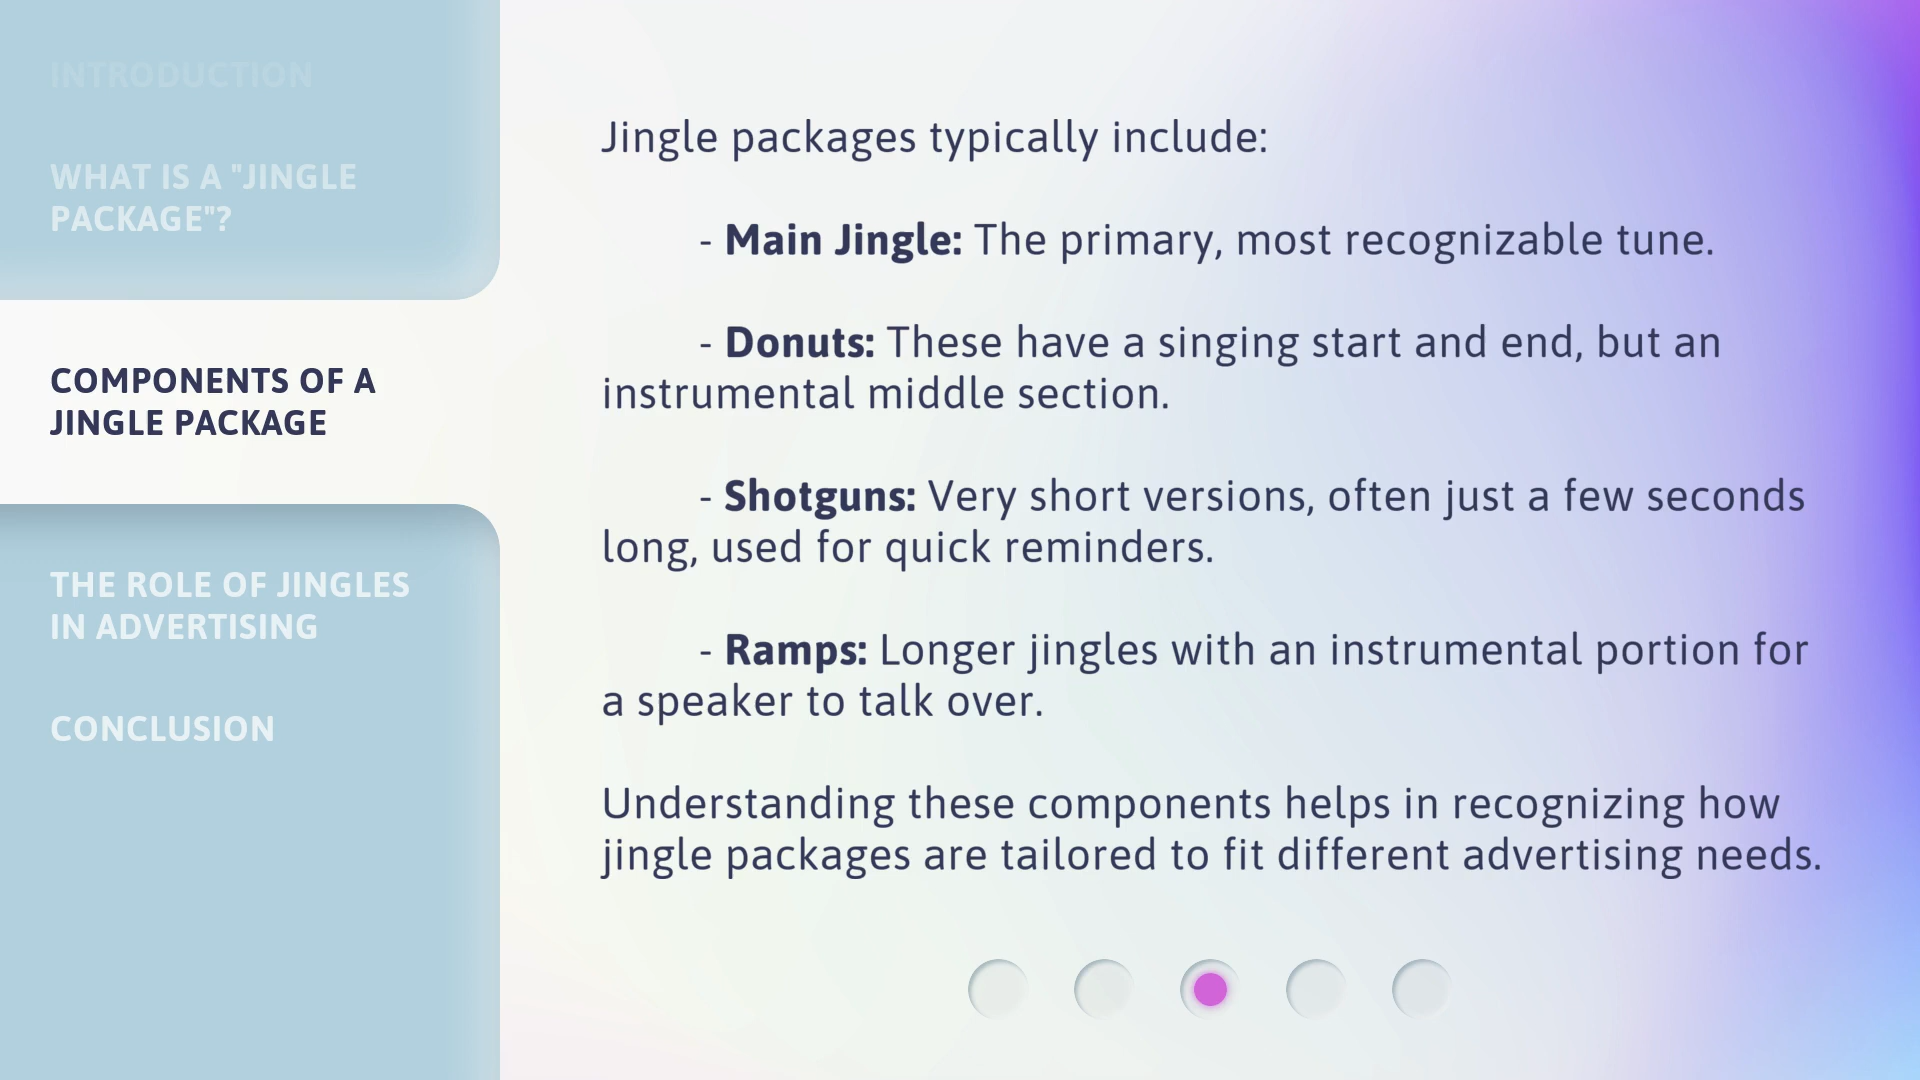 INTRODUCTION
WHAT IS A "JINGLE
PACKAGE"?
COMPONENTS OF A
JINGLE PACKAGE
THE ROLE OF JINGLES
IN ADVERTISING
CONCLUSION
Jingle packages typically include:
- Main Jingle: The primary, most recognizable tune.
- Donuts: These have a singing start and end, but an
instrumental middle section.
- Shotguns: Very short versions, often just a few seconds
long, used for quick reminders.
- Ramps: Longer jingles with an instrumental portion for
a speaker to talk over.
Understanding these components helps in recognizing how
jingle packages are tailored to fit different advertising needs.